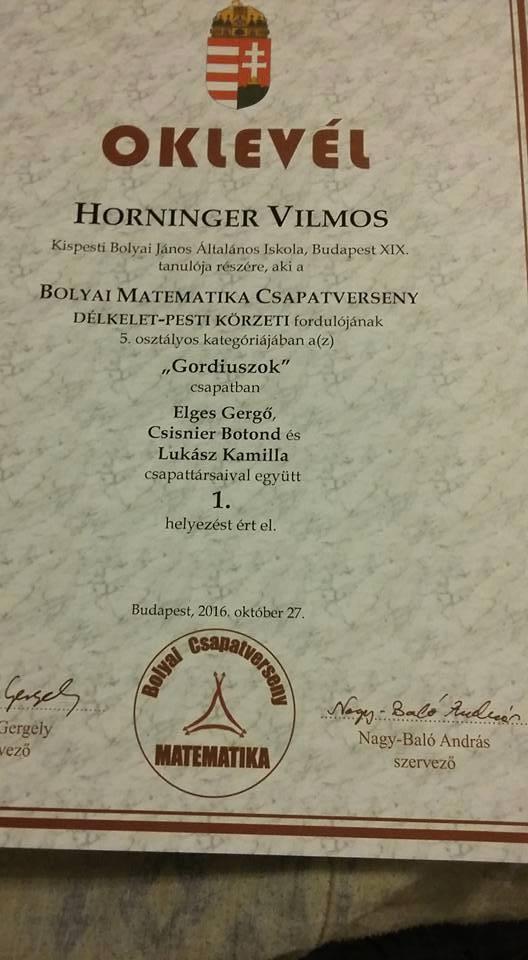 OKLEVÉL
HORNINGER VILMOS
Kispesti Bolyai János Általános Iskola, Budapest XIX.
tanulója részére, aki a
BOLYAI MATEMATIKA CSAPATVERSENY
DÉLKELET-PESTI KÖRZETI fordulójának
5. osztályos kategóriájában a(z)
„Gordiuszok”
csapatban
Elges Gergő,
Csisnier Botond és
Lukász Kamilla
csapattársaival együtt
1.
helyezést ért el.
Budapest, 2016. október 27.
Bolyai Csapatverseny
MATEMATIKA
Gergely
Gergely
vező
Nagy-Baló András
Nagy-Baló András
szervező